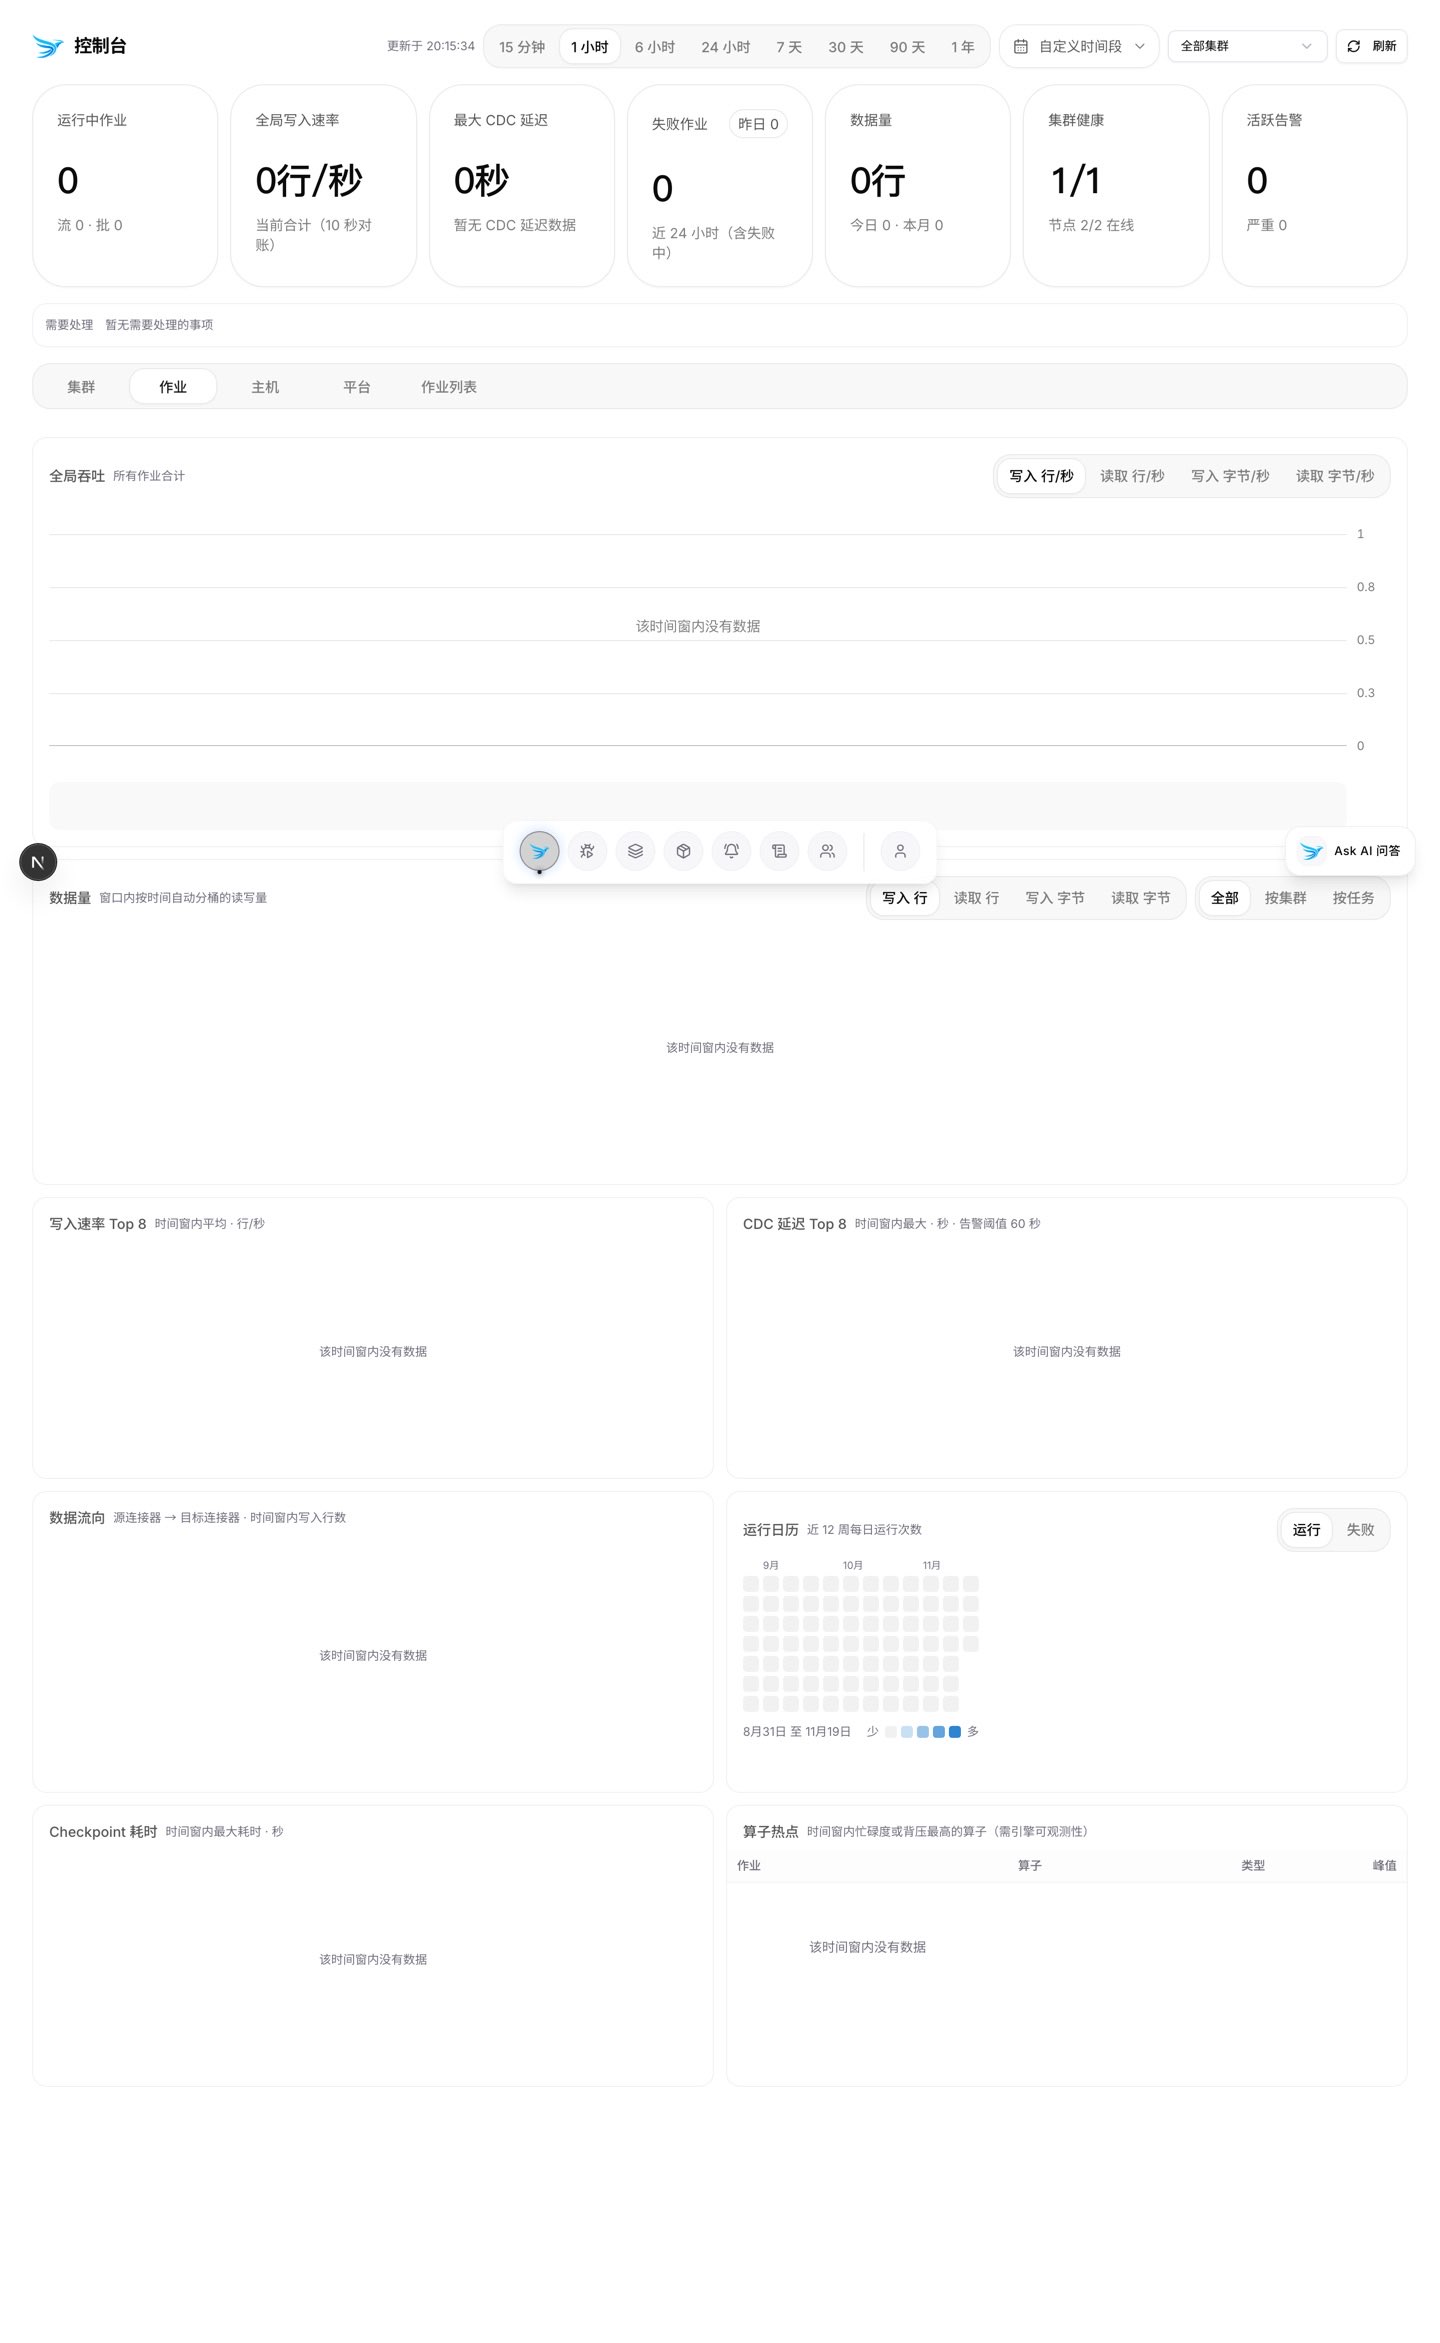 控制台
更新于 20:15:34
15 分钟 1 小时 6 小时 24 小时 7 天 30 天 90 天 1 年
自定义时间段
全部集群
刷新
运行中作业
0
流 0 · 批 0
全局写入速率
0行/秒
当前合计（10 秒对
账）
最大 CDC 延迟
0秒
暂无 CDC 延迟数据
失败作业 昨日 0
0
近 24 小时（含失败
中）
数据量
0行
今日 0 · 本月 0
集群健康
1/1
节点 2/2 在线
活跃告警
0
严重 0
需要处理 暂无需要处理的事项
集群 作业 主机 平台 作业列表
全局吞吐 所有作业合计
写入 行/秒 读取 行/秒 写入 字节/秒 读取 字节/秒
1
0.8
该时间窗内没有数据
0.5
0.3
0
N
Ask AI 问答
数据量 窗口内按时间自动分桶的读写量
写入 行 读取 行 写入 字节 读取 字节
全部 按集群 按任务
该时间窗内没有数据
写入速率 Top 8 时间窗内平均 · 行/秒
该时间窗内没有数据
CDC 延迟 Top 8 时间窗内最大 · 秒 · 告警阈值 60 秒
该时间窗内没有数据
数据流向 源连接器 → 目标连接器 · 时间窗内写入行数
该时间窗内没有数据
运行日历 近 12 周每日运行次数
运行 失败
9月 10月 11月
8月31日 至 11月19日 少 多
Checkpoint 耗时 时间窗内最大耗时 · 秒
该时间窗内没有数据
算子热点 时间窗内忙碌度或背压最高的算子（需引擎可观测性）
作业 算子 类型 峰值
该时间窗内没有数据